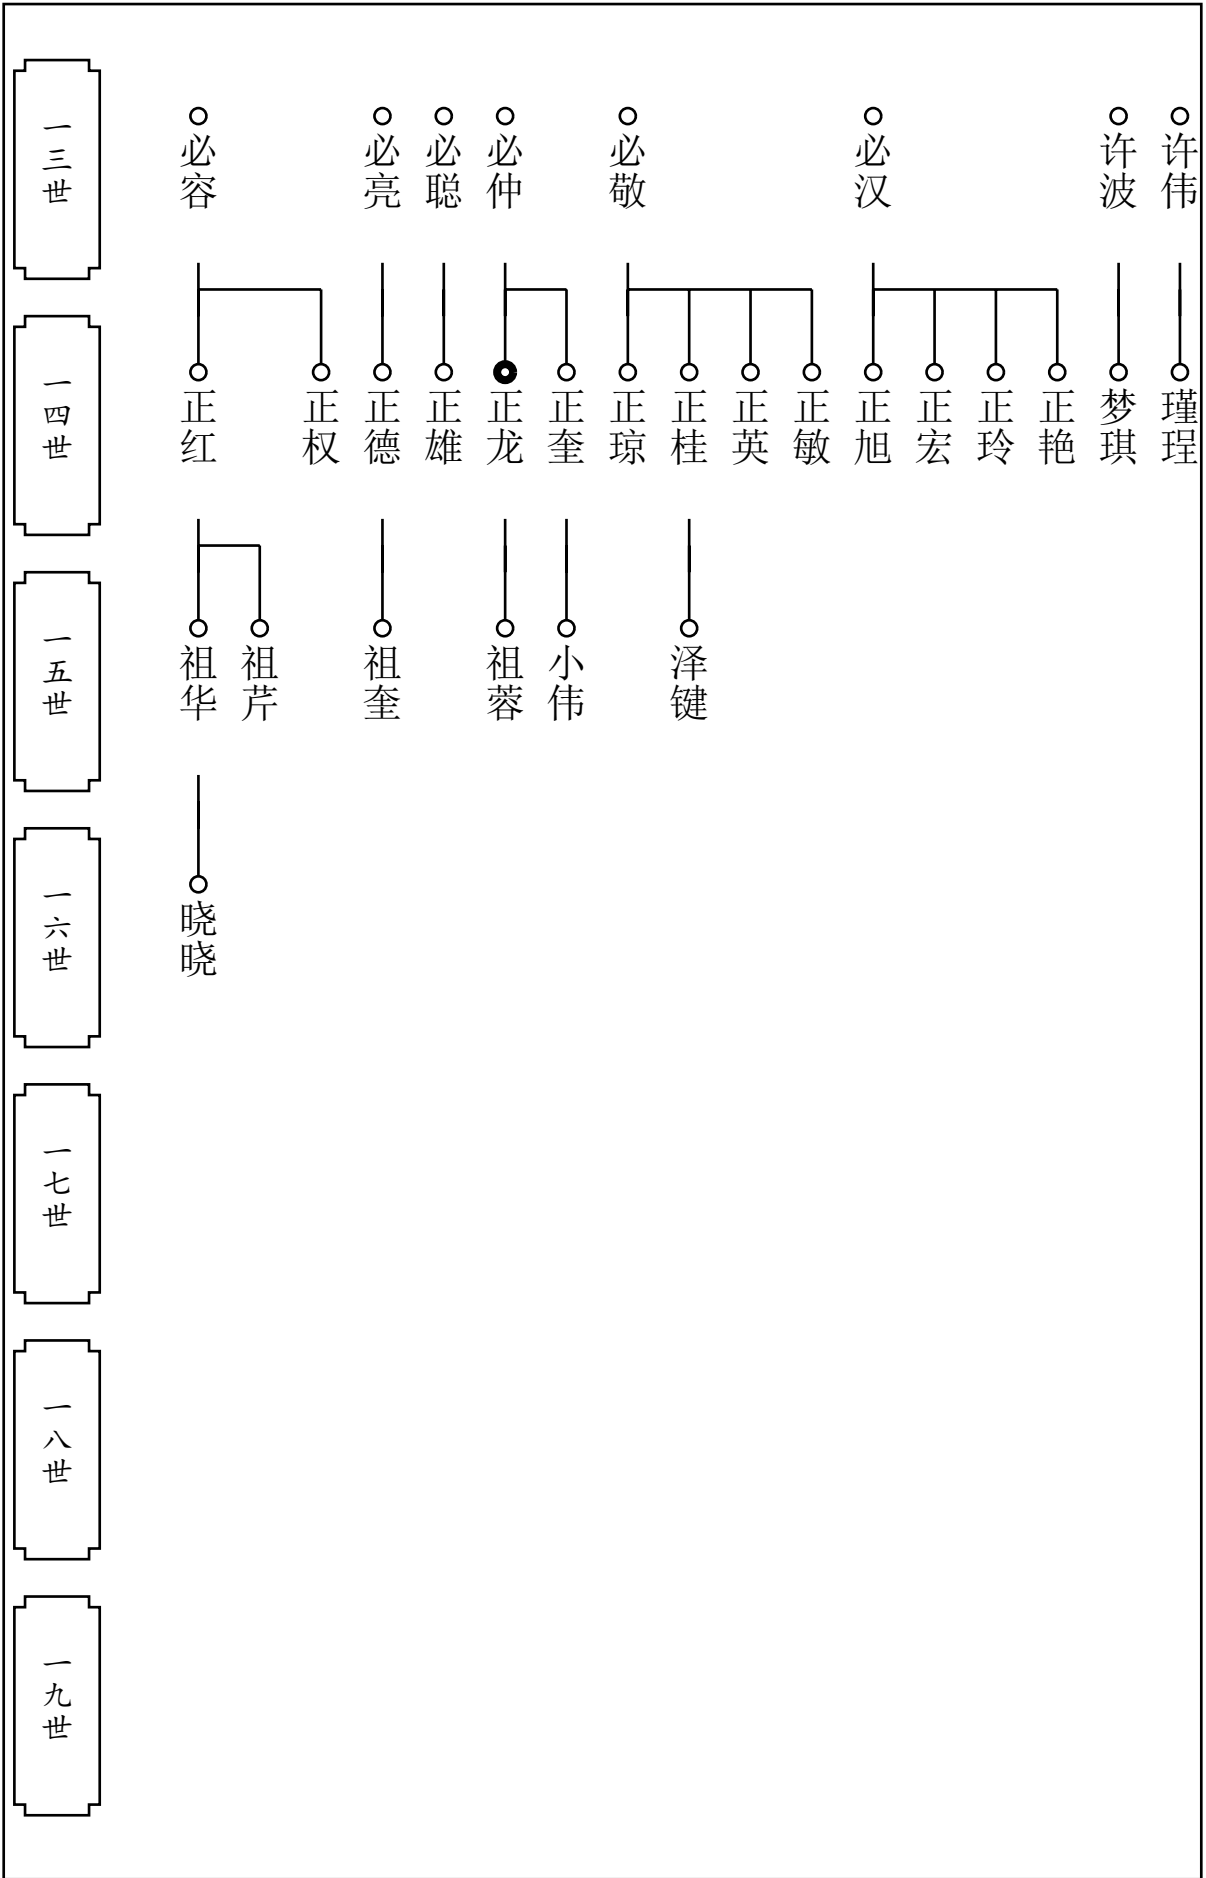 一三世
必容
必亮
必聪
必仲
必敬
必汉
许波
许伟
一四世
正红
正权
正德
正雄
正龙
正奎
正琼
正桂
正英
正敏
正旭
正宏
正玲
正艳
梦琪
瑾珵
一五世
祖华
祖芹
祖奎
祖蓉
小伟
泽键
一六世
晓晓
一七世
一八世
一九世